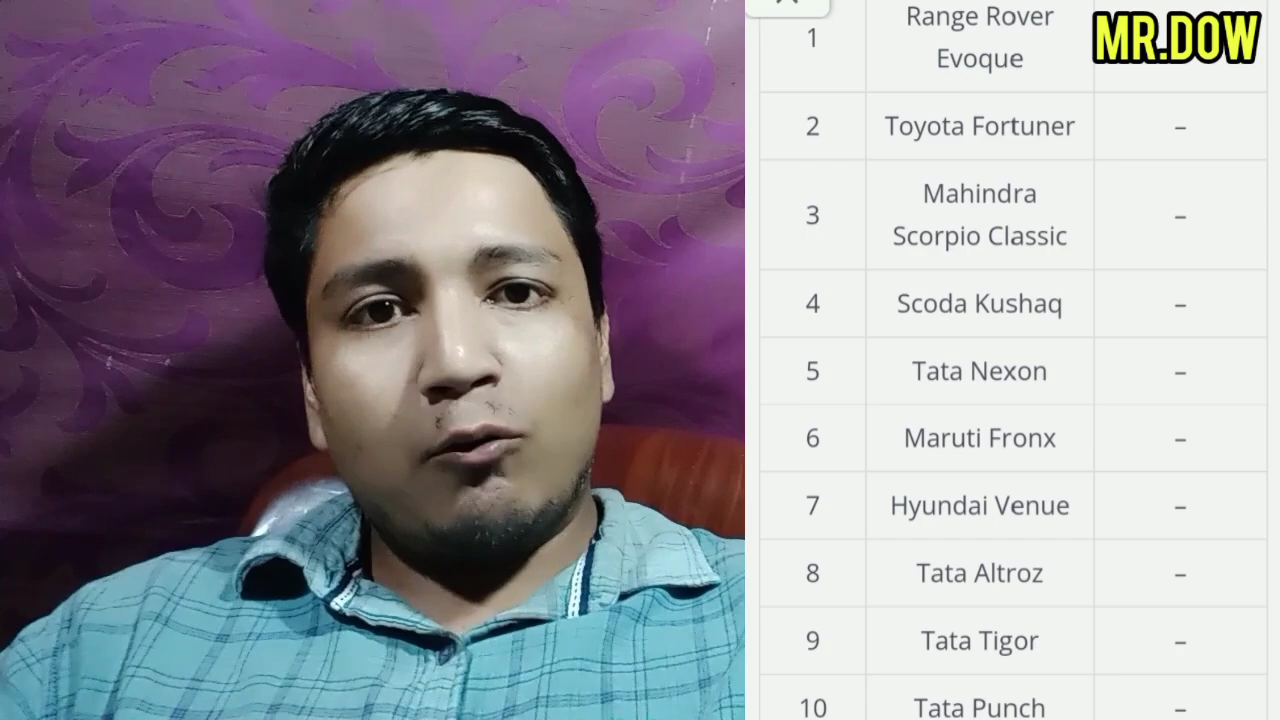 MR.DOW
1
Range Rover
Evoque
2
Toyota Fortuner
–
3
Mahindra
Scorpio Classic
–
4
Scoda Kushaq
–
5
Tata Nexon
–
6
Maruti Fronx
–
7
Hyundai Venue
–
8
Tata Altroz
–
9
Tata Tigor
–
10
Tata Punch
–